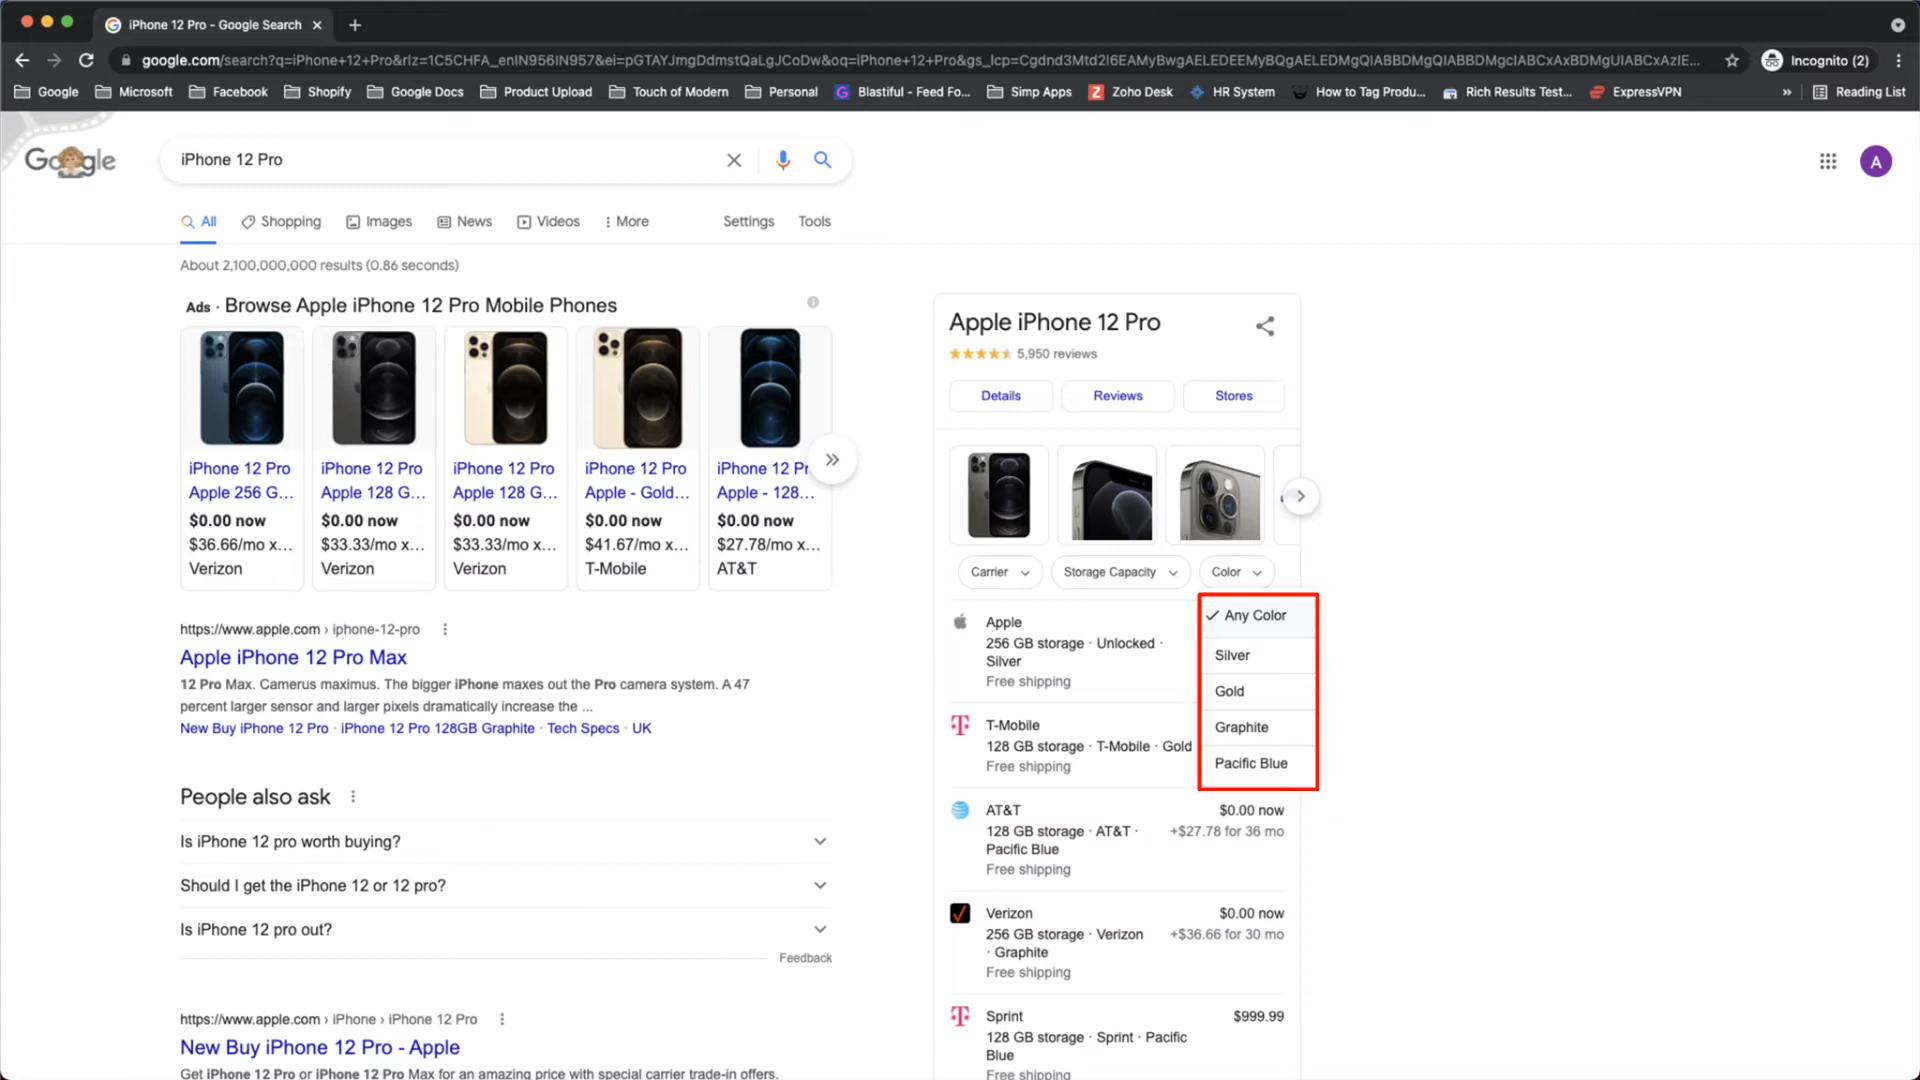 iPhone 12 Pro - Google Search
google.com/search?q=iPhone+12+Pro&rlz=1C5CHFA_enIN956IN957&ei=pGTAYJmgDdmstQaLgJCoDw&oq=iPhone+12+Pro&gs_lcp=Cgdnd3Mtd2l6EAMyBwgAELEDEEMyBQgAELEDMgQIABBDMgQIABBDMgcIABCxAxBDMgUIABCxAzIE...
Incognito (2)
Google
Microsoft
Facebook
Shopify
Google Docs
Product Upload
Touch of Modern
Personal
Blastiful - Feed Fo...
Simp Apps
Zoho Desk
HR System
How to Tag Produ...
Rich Results Test...
ExpressVPN
»
Reading List
Google
iPhone 12 Pro
A
All
Shopping
Images
News
Videos
More
Settings
Tools
About 2,100,000,000 results (0.86 seconds)
Ads · Browse Apple iPhone 12 Pro Mobile Phones
iPhone 12 Pro
Apple 256 G...
$0.00 now
$36.66/mo x...
Verizon
iPhone 12 Pro
Apple 128 G...
$0.00 now
$33.33/mo x...
Verizon
iPhone 12 Pro
Apple 128 G...
$0.00 now
$33.33/mo x...
Verizon
iPhone 12 Pro
Apple - Gold...
$0.00 now
$41.67/mo x...
T-Mobile
iPhone 12 Pr
Apple - 128...
$0.00 now
$27.78/mo x...
AT&T
https://www.apple.com › iphone-12-pro
Apple iPhone 12 Pro Max
12 Pro Max. Camerus maximus. The bigger iPhone maxes out the Pro camera system. A 47
percent larger sensor and larger pixels dramatically increase the ...
New Buy iPhone 12 Pro · iPhone 12 Pro 128GB Graphite · Tech Specs · UK
People also ask
Is iPhone 12 pro worth buying?
Should I get the iPhone 12 or 12 pro?
Is iPhone 12 pro out?
Feedback
https://www.apple.com › iPhone › iPhone 12 Pro
New Buy iPhone 12 Pro - Apple
Get iPhone 12 Pro or iPhone 12 Pro Max for an amazing price with special carrier trade-in offers.
Apple iPhone 12 Pro
5,950 reviews
Details
Reviews
Stores
Carrier
Storage Capacity
Color
Any Color
Silver
Gold
Graphite
Pacific Blue
Apple
256 GB storage · Unlocked ·
Silver
Free shipping
T-Mobile
128 GB storage · T-Mobile · Gold
Free shipping
AT&T
$0.00 now
128 GB storage · AT&T ·
+$27.78 for 36 mo
Pacific Blue
Free shipping
Verizon
$0.00 now
256 GB storage · Verizon
+$36.66 for 30 mo
· Graphite
Free shipping
Sprint
$999.99
128 GB storage · Sprint · Pacific
Blue
Free shipping